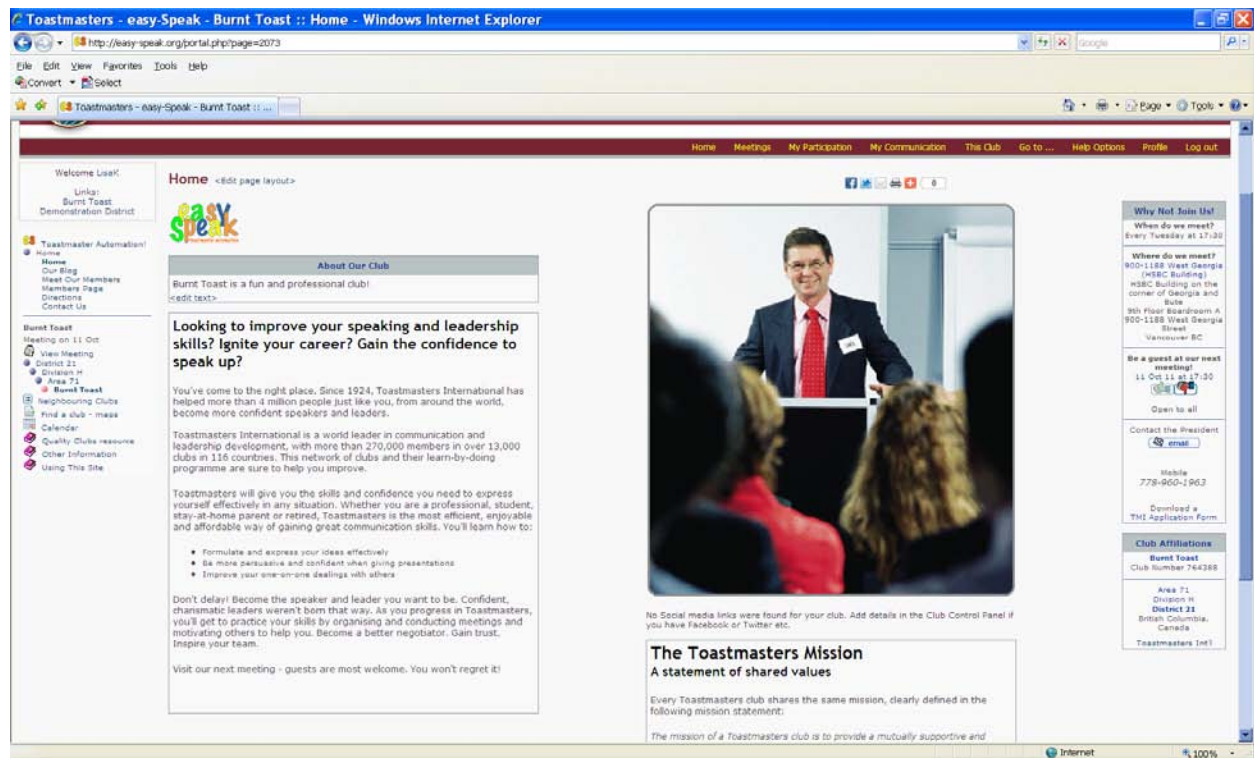 Toastmasters - easy-Speak - Burnt Toast :: Home - Windows Internet Explorer
http://easy-speak.org/portal.php?page=2073
Google
File Edit View Favorites Tools Help
Convert Select
Toastmasters - easy-Speak - Burnt Toast :: ...
Page Tools
Home Meetings My Participation My Communication This Club Go to ... Help Options Profile Log out
Welcome LisaK
Links:
Burnt Toast
Demonstration District
Toastmaster Automation!
Home
Home
Our Blog
Meet Our Members
Members Page
Directions
Contact Us
Burnt Toast
Meeting on 11 Oct
View Meeting
District 21
Division H
Area 71
Burnt Toast
Neighbouring Clubs
Find a club - maps
Calendar
Quality Clubs resource
Other Information
Using This Site
Home <Edit page layout>
easy
Speak
About Our Club
Burnt Toast is a fun and professional club!
<edit text>
Looking to improve your speaking and leadership
skills? Ignite your career? Gain the confidence to
speak up?
You've come to the right place. Since 1924, Toastmasters International has
helped more than 4 million people just like you, from around the world,
become more confident speakers and leaders.
Toastmasters International is a world leader in communication and
leadership development, with more than 270,000 members in over 13,000
clubs in 116 countries. This network of clubs and their learn-by-doing
programme are sure to help you improve.
Toastmasters will give you the skills and confidence you need to express
yourself effectively in any situation. Whether you are a professional, student,
stay-at-home parent or retired, Toastmasters is the most efficient, enjoyable
and affordable way of gaining great communication skills. You'll learn how to:
Formulate and express your ideas effectively
Be more persuasive and confident when giving presentations
Improve your one-on-one dealings with others
Don't delay! Become the speaker and leader you want to be. Confident,
charismatic leaders weren't born that way. As you progress in Toastmasters,
you'll get to practice your skills by organising and conducting meetings and
motivating others to help you. Become a better negotiator. Gain trust.
Inspire your team.
Visit our next meeting - guests are most welcome. You won't regret it!
0
No Social media links were found for your club. Add details in the Club Control Panel if
you have Facebook or Twitter etc.
The Toastmasters Mission
A statement of shared values
Every Toastmasters club shares the same mission, clearly defined in the
following mission statement:
The mission of a Toastmasters club is to provide a mutually supportive and
Why Not Join Us!
When do we meet?
Every Tuesday at 17:30
Where do we meet?
900-1188 West Georgia
(HSBC Building)
HSBC Building on the
corner of Georgia and
Bute
9th Floor Boardroom A
900-1188 West Georgia
Street
Vancouver BC
Be a guest at our next
meeting!
11 Oct 11 at 17:30
Open to all
Contact the President
email
Mobile
778-960-1963
Download a
TMI Application Form
Club Affiliations
Burnt Toast
Club Number 764388
Area 71
Division H
District 21
British Columbia,
Canada
Toastmasters Int'l
Internet
100%